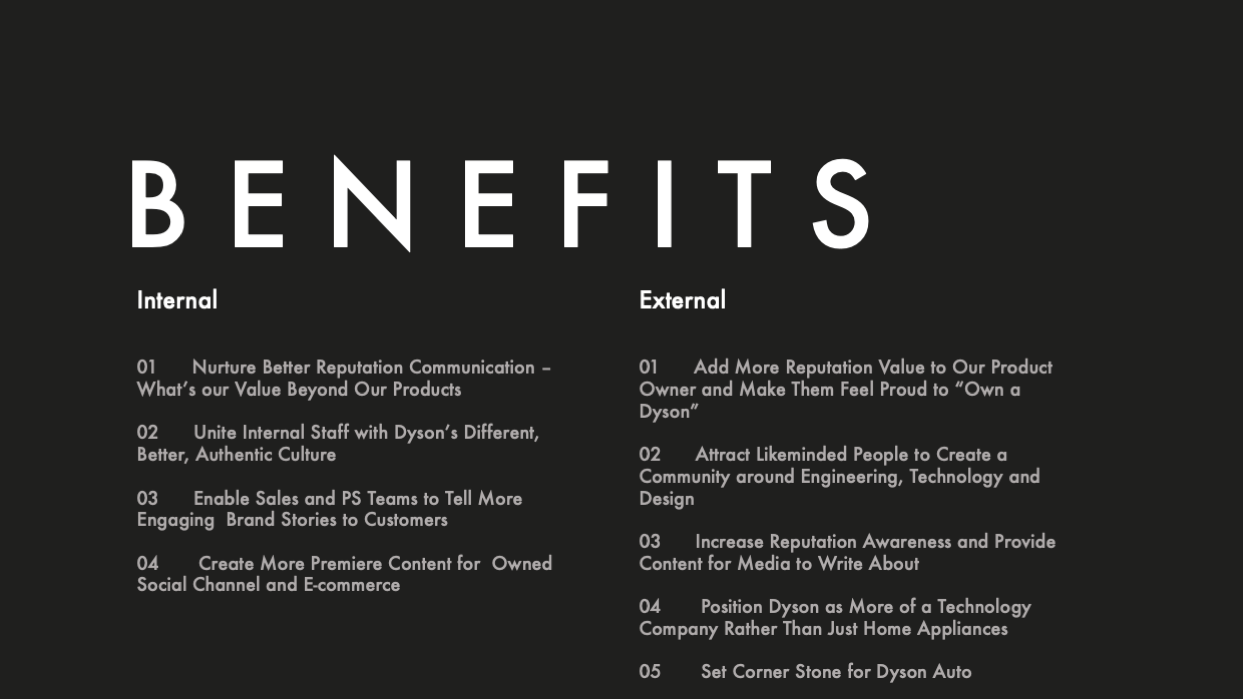 BENEFITS
Internal
01 Nurture Better Reputation Communication –
What's our Value Beyond Our Products
02 Unite Internal Staff with Dyson's Different,
Better, Authentic Culture
03 Enable Sales and PS Teams to Tell More
Engaging Brand Stories to Customers
04 Create More Premiere Content for Owned
Social Channel and E-commerce
External
01 Add More Reputation Value to Our Product
Owner and Make Them Feel Proud to “Own a
Dyson”
02 Attract Likeminded People to Create a
Community around Engineering, Technology and
Design
03 Increase Reputation Awareness and Provide
Content for Media to Write About
04 Position Dyson as More of a Technology
Company Rather Than Just Home Appliances
05 Set Corner Stone for Dyson Auto